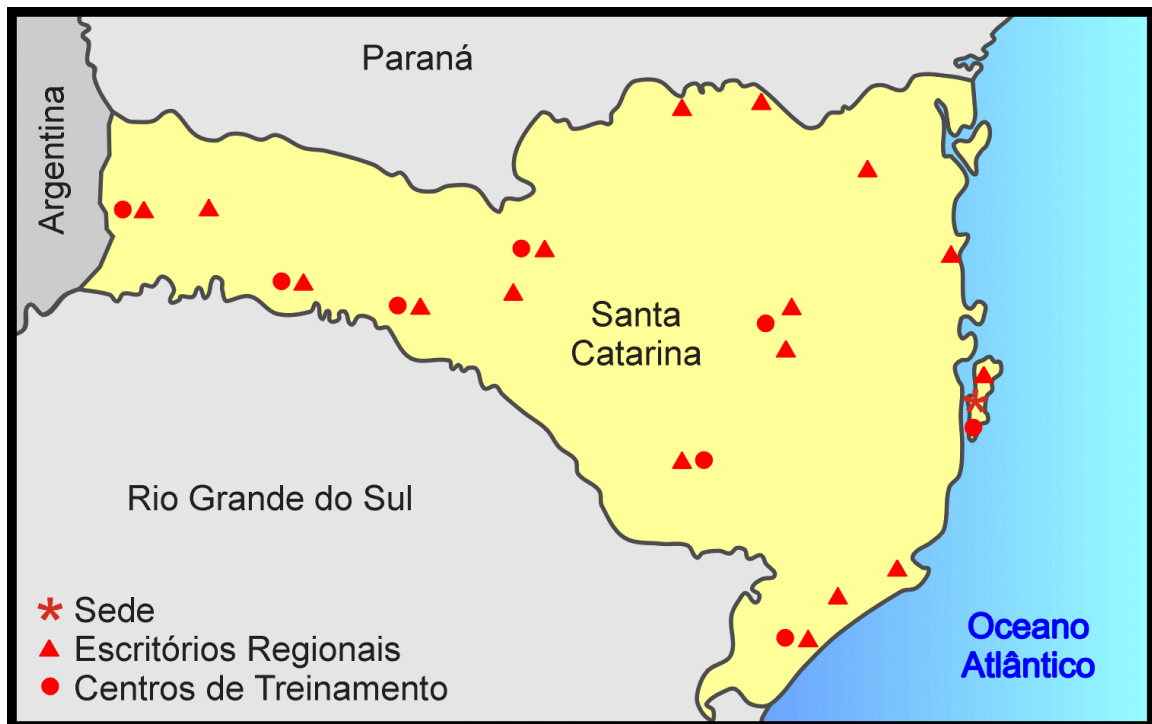 Paraná
Argentina
Santa
Catarina
Rio Grande do Sul
Sede
Escritórios Regionais
Centros de Treinamento
Oceano
Atlântico